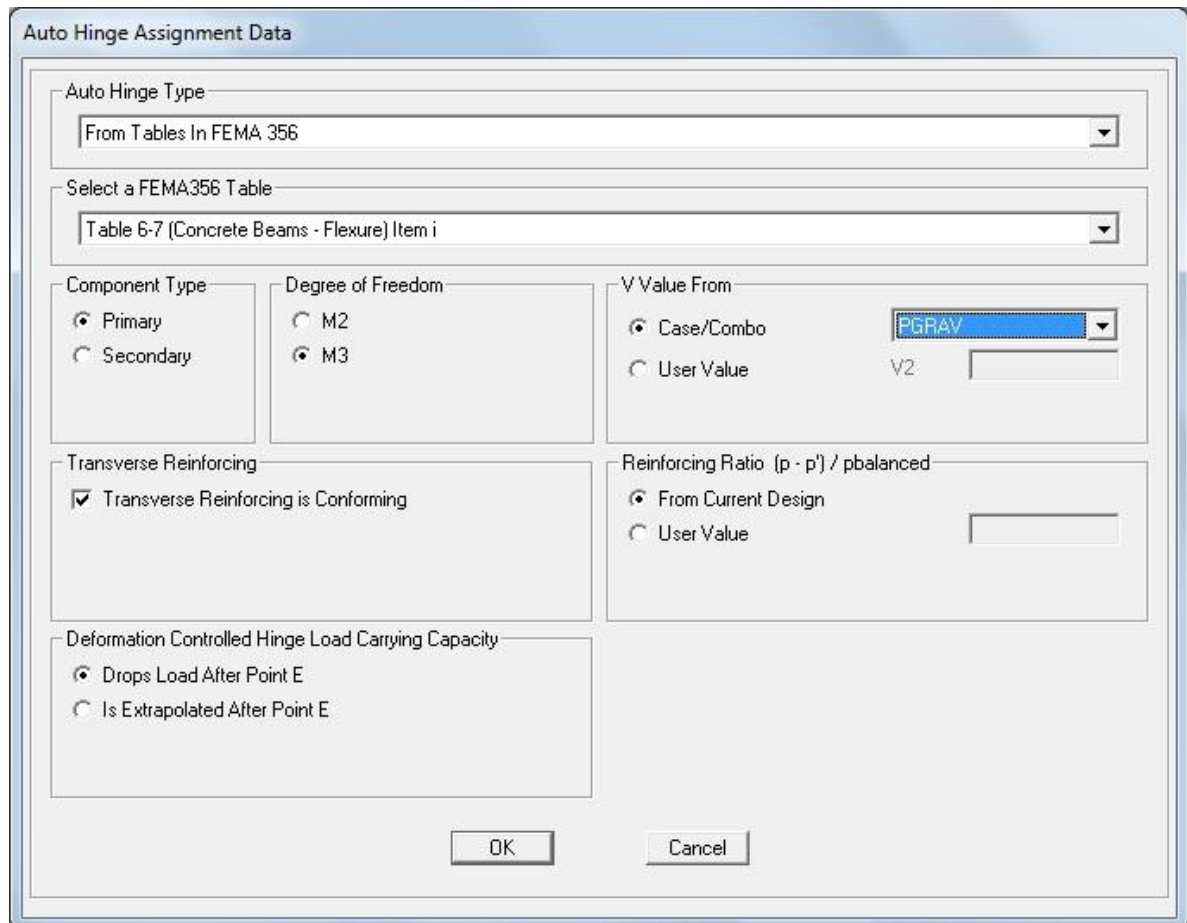 Auto Hinge Assignment Data
Auto Hinge Type
From Tables In FEMA 356
Select a FEMA356 Table
Table 6-7 (Concrete Beams - Flexure) Item i
Component Type
Primary
Secondary
Degree of Freedom
M2
M3
V Value From
Case/Combo PGRAV
User Value V2
Transverse Reinforcing
Transverse Reinforcing is Conforming
Reinforcing Ratio (p - p') / pbalanced
From Current Design
User Value
Deformation Controlled Hinge Load Carrying Capacity
Drops Load After Point E
Is Extrapolated After Point E
OK Cancel